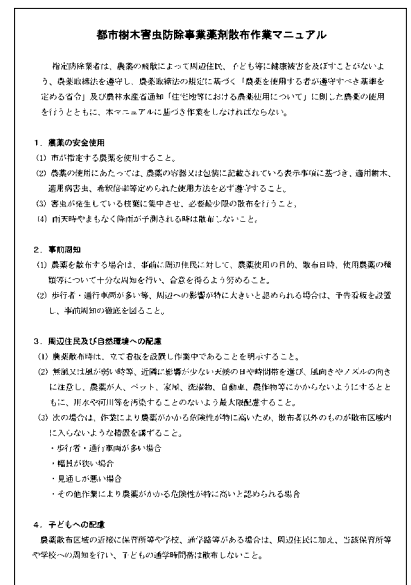 都市樹木害虫防除事業薬剤散布作業マニュアル
指定防除業者は、農薬の飛散によって周辺住民、子ども等に健康被害を及ぼすことがないよ
う、農薬取締法を遵守し、農薬取締法の規定に基づく「農薬を使用する者が遵守すべき基準を
定める省令」及び農林水産省通知「住宅地等における農薬使用について」に則した農薬の使用
を行うとともに、本マニュアルに基づき作業をしなければならない。
1．農薬の安全使用
(1) 市が指定する農薬を使用すること。
(2) 農薬の使用にあたっては、農薬の容器又は包装に記載されている表示事項に基づき、適用樹木、
適用病害虫、希釈倍率等定められた使用方法を必ず遵守すること。
(3) 害虫が発生している枝葉に集中させ、必要最少限の散布を行うこと。
(4) 雨天時やまもなく降雨が予測される時は散布しないこと。
2．事前周知
(1) 農薬を散布する場合は、事前に周辺住民に対して、農薬使用の目的、散布日時、使用農薬の種
類等について十分な周知を行い、合意を得るよう努めること。
(2) 歩行者・通行車両が多い等、周辺への影響が特に大きいと認められる場合は、予告看板を設置
し、事前周知の徹底を図ること。
3．周辺住民及び自然環境への配慮
(1) 農薬散布時は、立て看板を設置し作業中であることを明示すること。
(2) 無風又は風が弱い時等、近隣に影響が少ない天候の日や時間帯を選び、風向きやノズルの向き
に注意し、農薬が人、ペット、家屋、洗濯物、自動車、農作物等にかからないようにするとと
もに、用水や河川等を汚染することのないよう最大限配慮すること。
(3) 次の場合は、作業により農薬がかかる危険性が特に高いため、散布者以外のものが散布区域内
に入らないような措置を講ずること。
・歩行者・通行車両が多い場合
・幅員が狭い場合
・見通しが悪い場合
・その他作業により農薬がかかる危険性が特に高いと認められる場合
4．子どもへの配慮
農薬散布区域の近接に保育所等や学校、通学路等がある場合は、周辺住民に加え、当該保育所等
や学校への周知を行い、子どもの通学時間帯は散布しないこと。